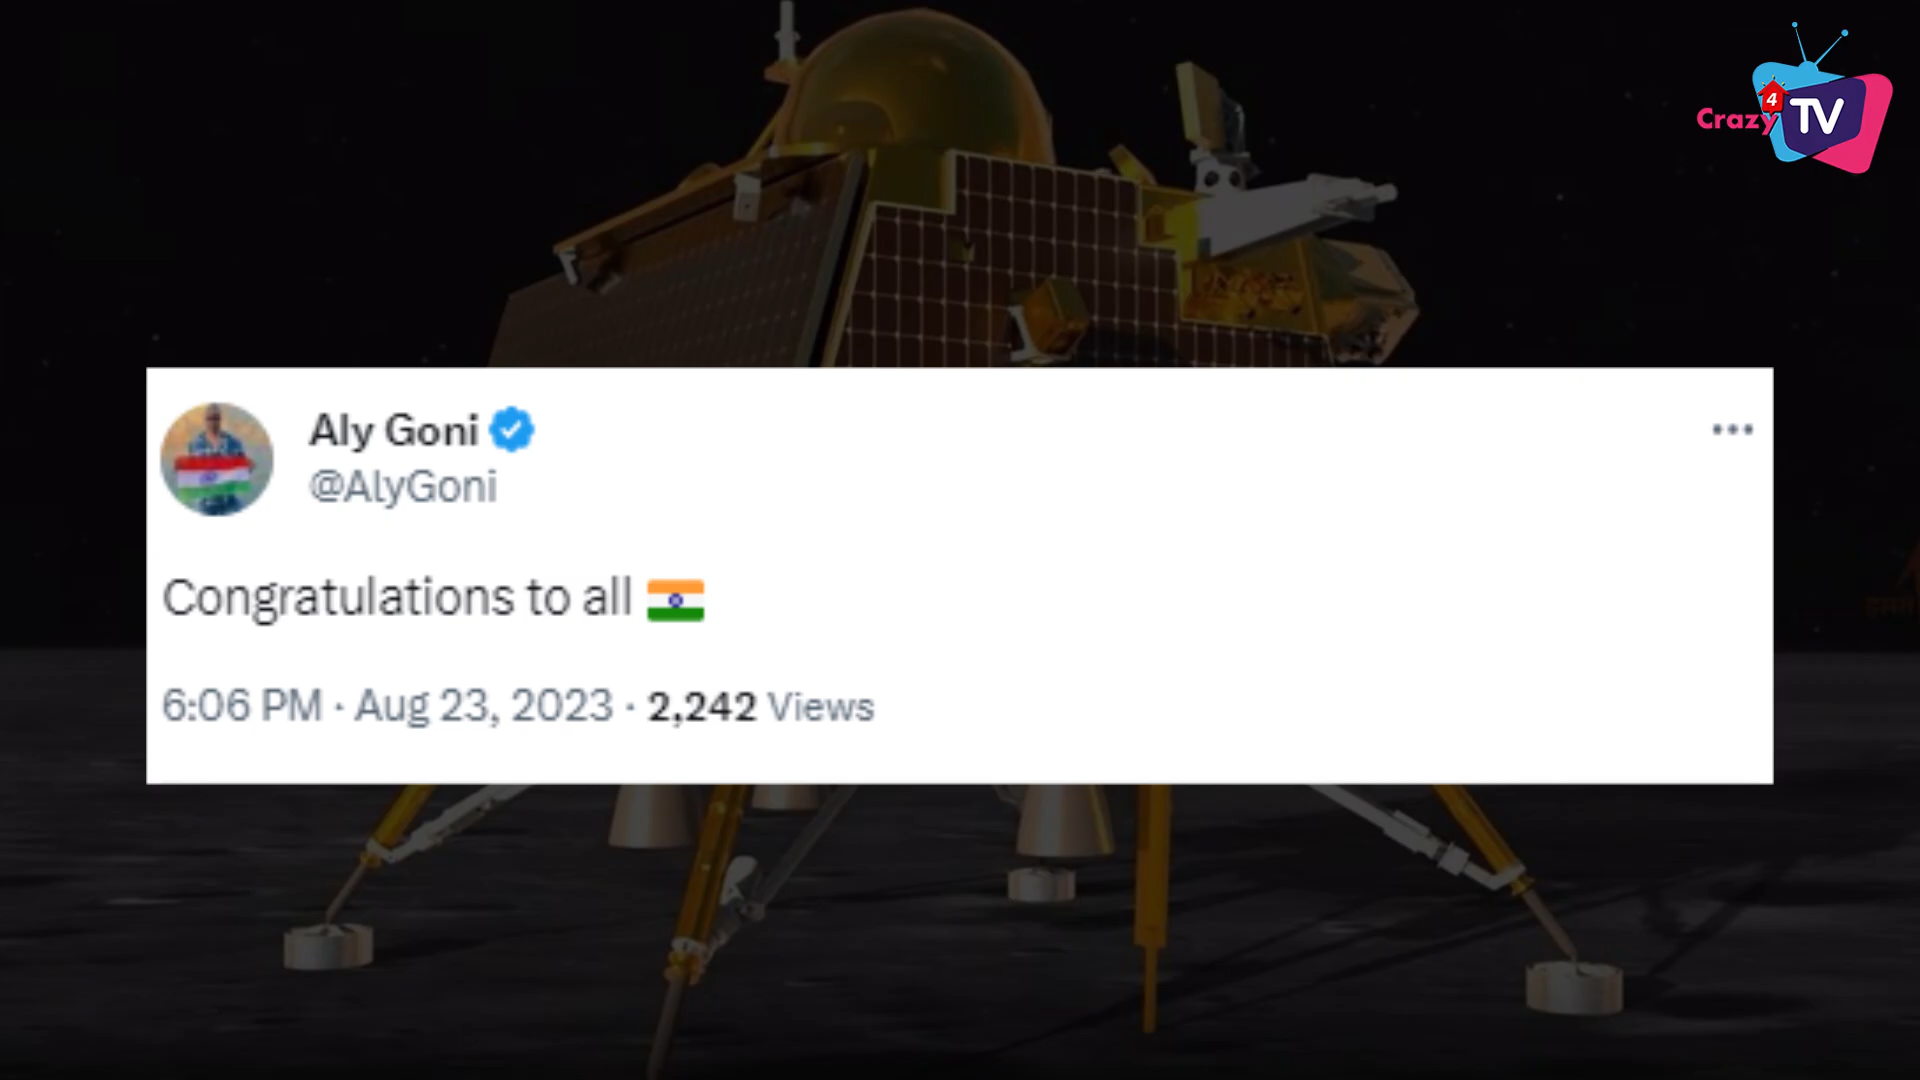 Crazy 4 TV
Aly Goni
@AlyGoni
Congratulations to all 🇮🇳
6:06 PM · Aug 23, 2023 · 2,242 Views